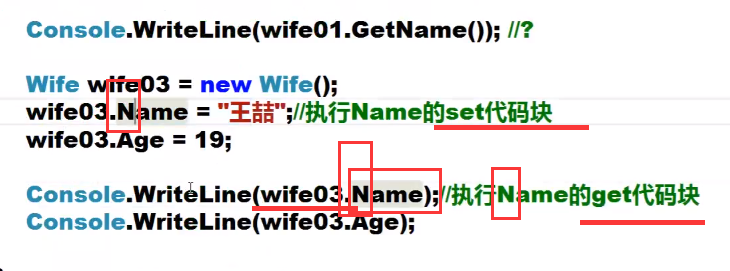 Console.WriteLine(wife01.GetName()); //?
Wife wife03 = new Wife();
wife03.Name = "王喆";//执行Name的set代码块
wife03.Age = 19;
Console.WriteLine(wife03.Name);//执行Name的get代码块
Console.WriteLine(wife03.Age);